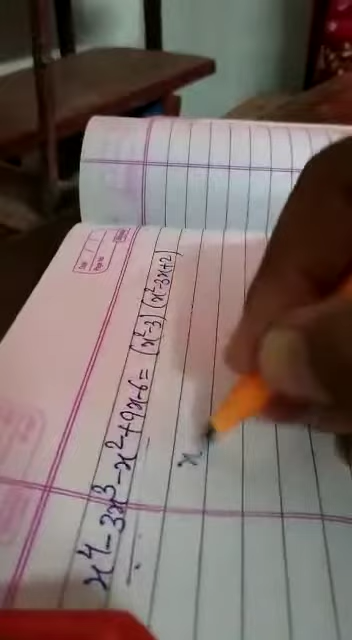 x⁴-3x³-x²+9x-6 = (x²-3) (x²-3x+2)
x